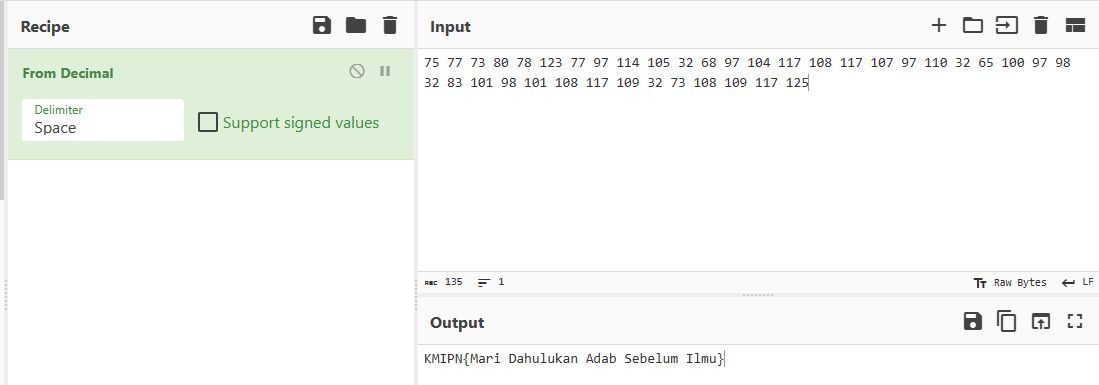 Recipe
From Decimal
Delimiter
Space
Support signed values
Input
75 77 73 80 78 123 77 97 114 105 32 68 97 104 117 108 117 107 97 110 32 65 100 97 98
32 83 101 98 101 108 117 109 32 73 108 109 117 125
ABC 135 1 Raw Bytes LF
Output
KMIPN{Mari Dahulukan Adab Sebelum Ilmu}